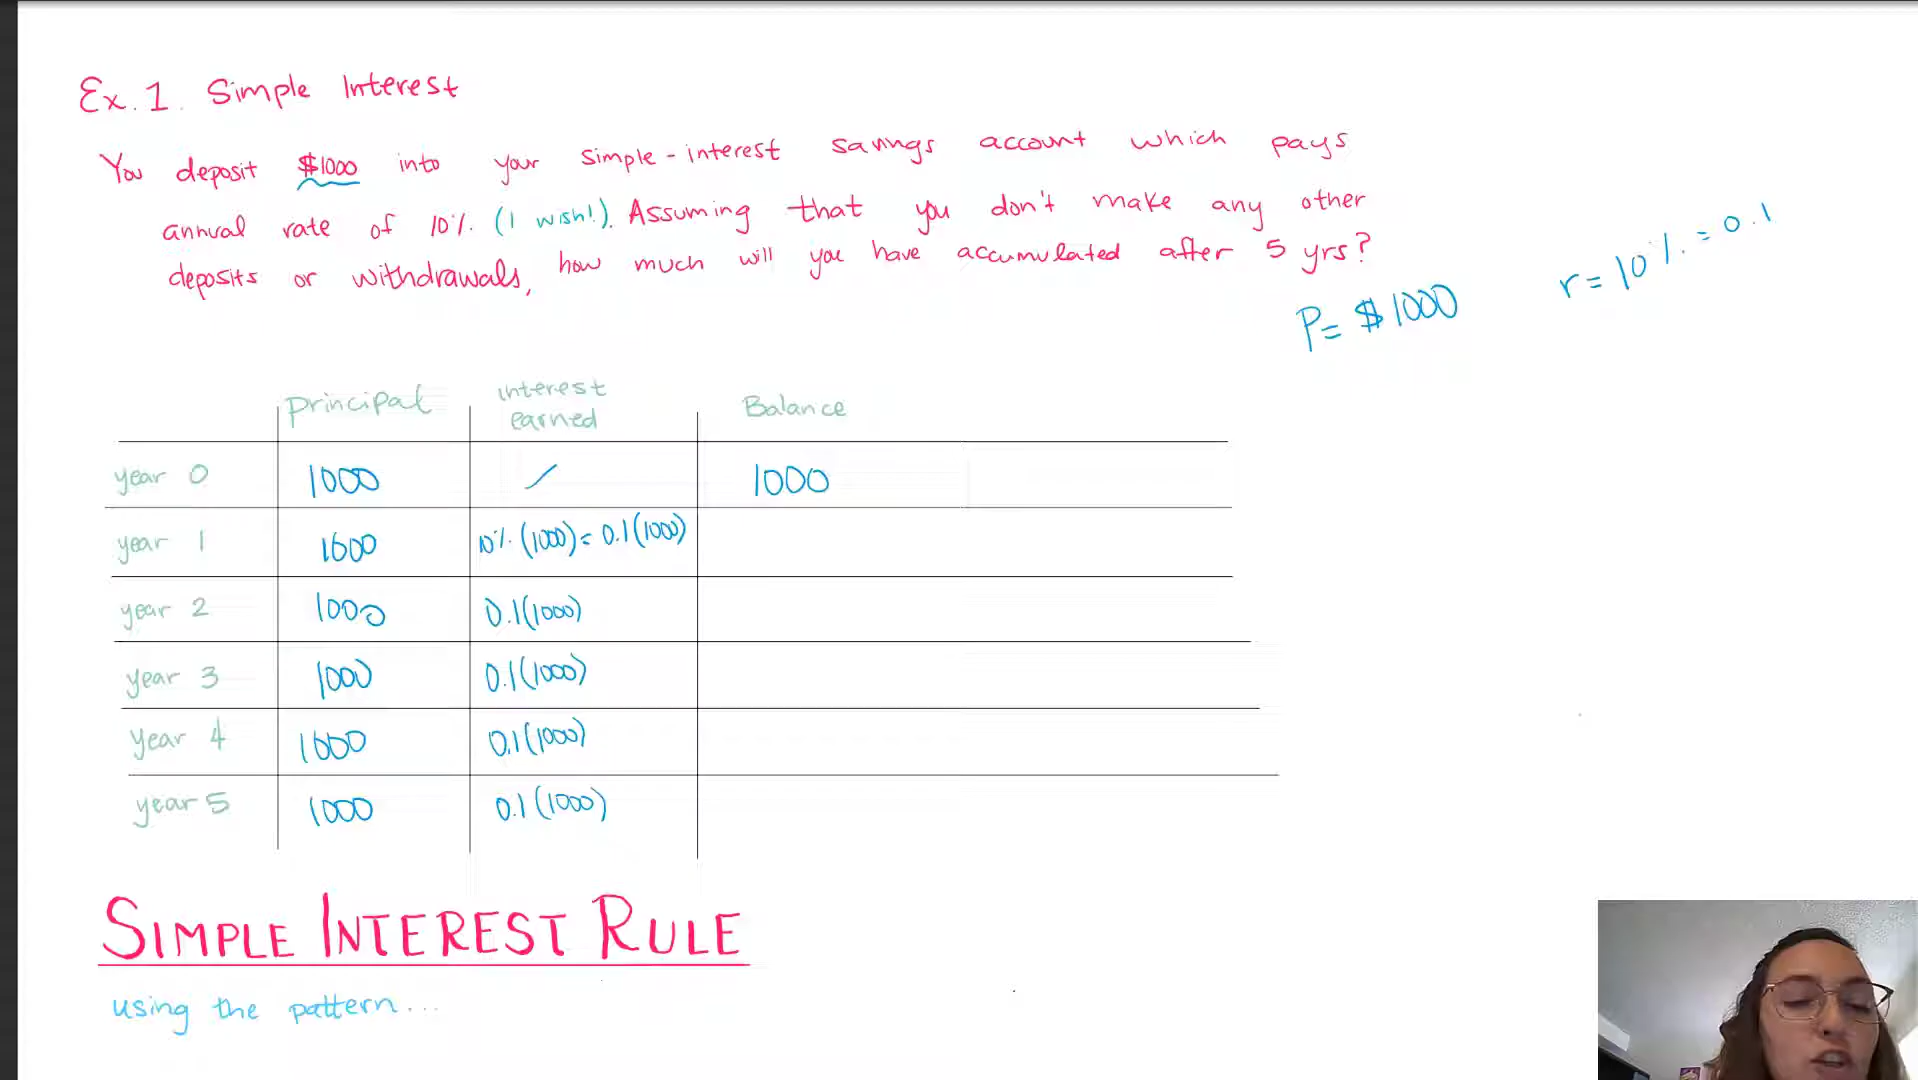 Ex. 1. Simple Interest
You deposit $1000 into your simple-interest savings account which pays
annual rate of 10% (I wish!). Assuming that you don't make any other
deposits or withdrawals, how much will you have accumulated after 5 yrs?
P= $1000 r= 10% = 0.1
principal interest earned Balance
year 0 1000 / 1000
year 1 1000 10% (1000) = 0.1(1000)
year 2 1000 0.1(1000)
year 3 1000 0.1(1000)
year 4 1000 0.1(1000)
year 5 1000 0.1(1000)
SIMPLE INTEREST RULE
using the pattern...